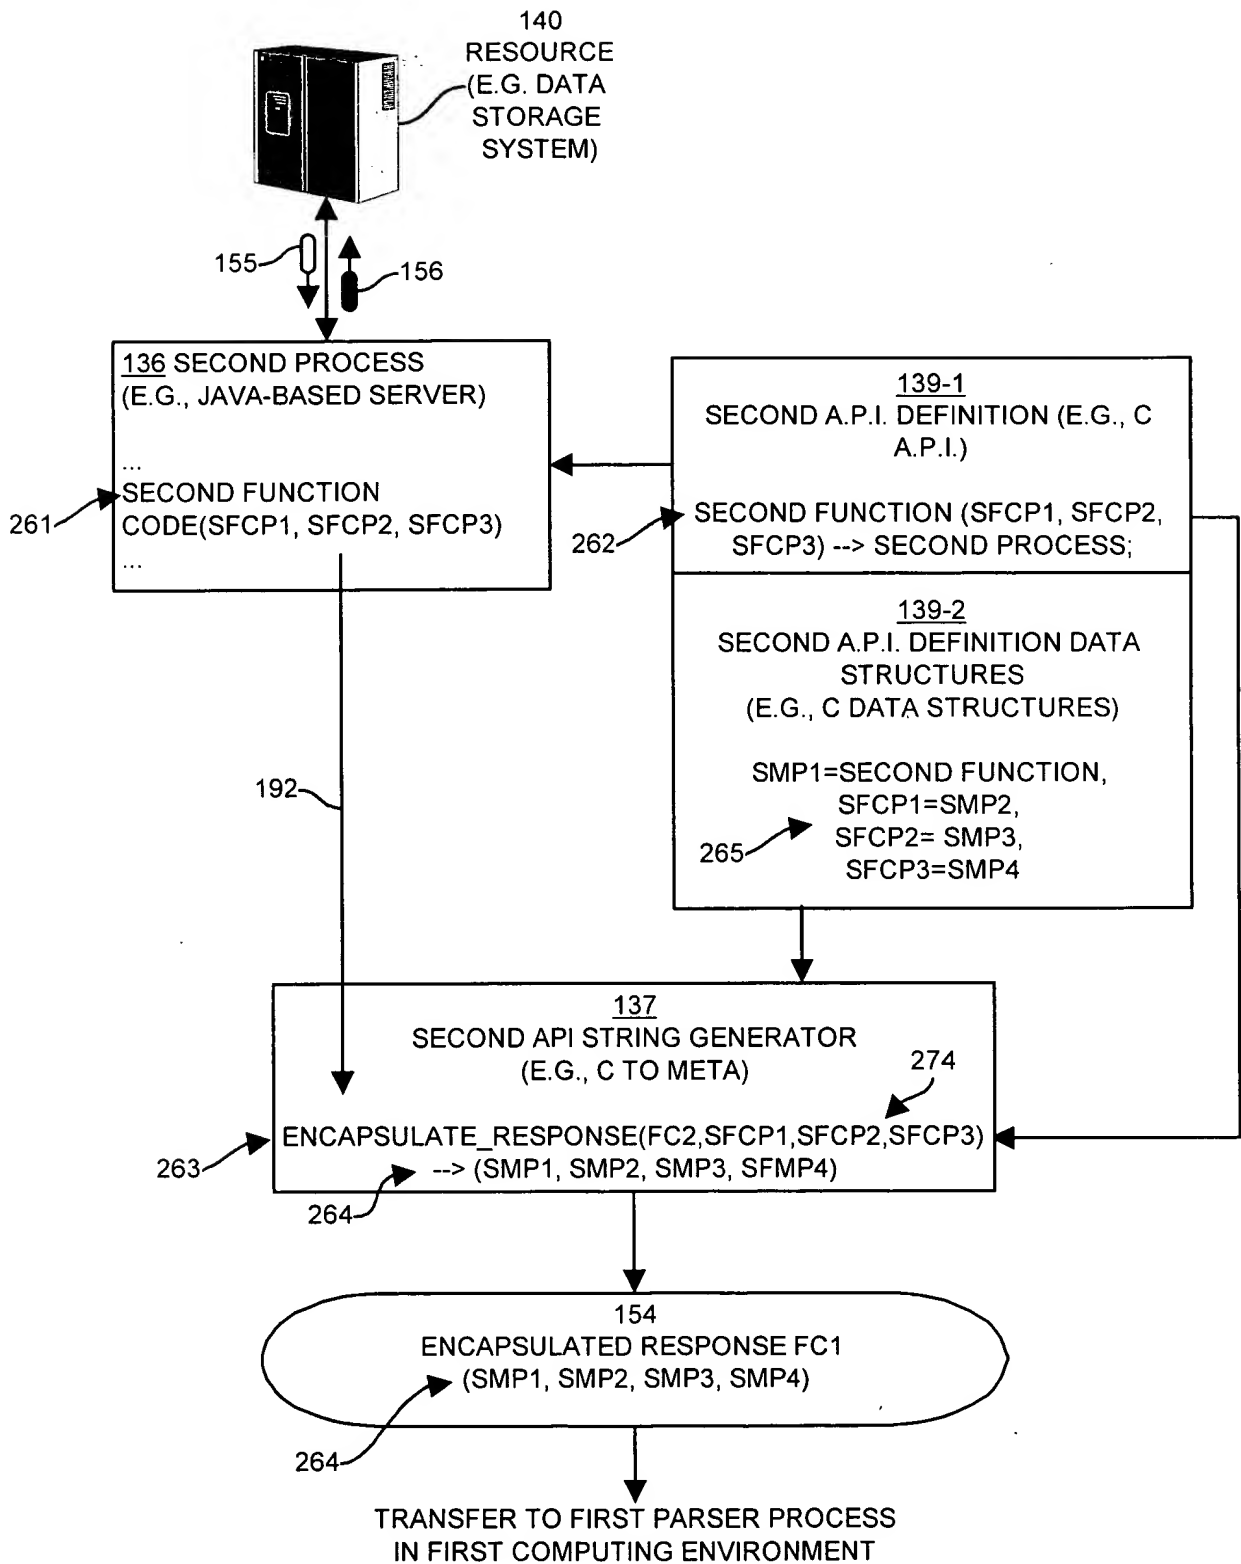 140
RESOURCE
(E.G. DATA
STORAGE
SYSTEM)
155
156
136 SECOND PROCESS
(E.G., JAVA-BASED SERVER)
...
SECOND FUNCTION
CODE(SFCP1, SFCP2, SFCP3)
...
261
139-1
SECOND A.P.I. DEFINITION (E.G., C
A.P.I.)
SECOND FUNCTION (SFCP1, SFCP2,
SFCP3) --> SECOND PROCESS;
262
139-2
SECOND A.P.I. DEFINITION DATA
STRUCTURES
(E.G., C DATA STRUCTURES)
SMP1=SECOND FUNCTION,
SFCP1=SMP2,
SFCP2= SMP3,
SFCP3=SMP4
265
192
137
SECOND API STRING GENERATOR
(E.G., C TO META)
274
ENCAPSULATE_RESPONSE(FC2,SFCP1,SFCP2,SFCP3)
--> (SMP1, SMP2, SMP3, SFMP4)
263
264
154
ENCAPSULATED RESPONSE FC1
(SMP1, SMP2, SMP3, SMP4)
264
TRANSFER TO FIRST PARSER PROCESS
IN FIRST COMPUTING ENVIRONMENT